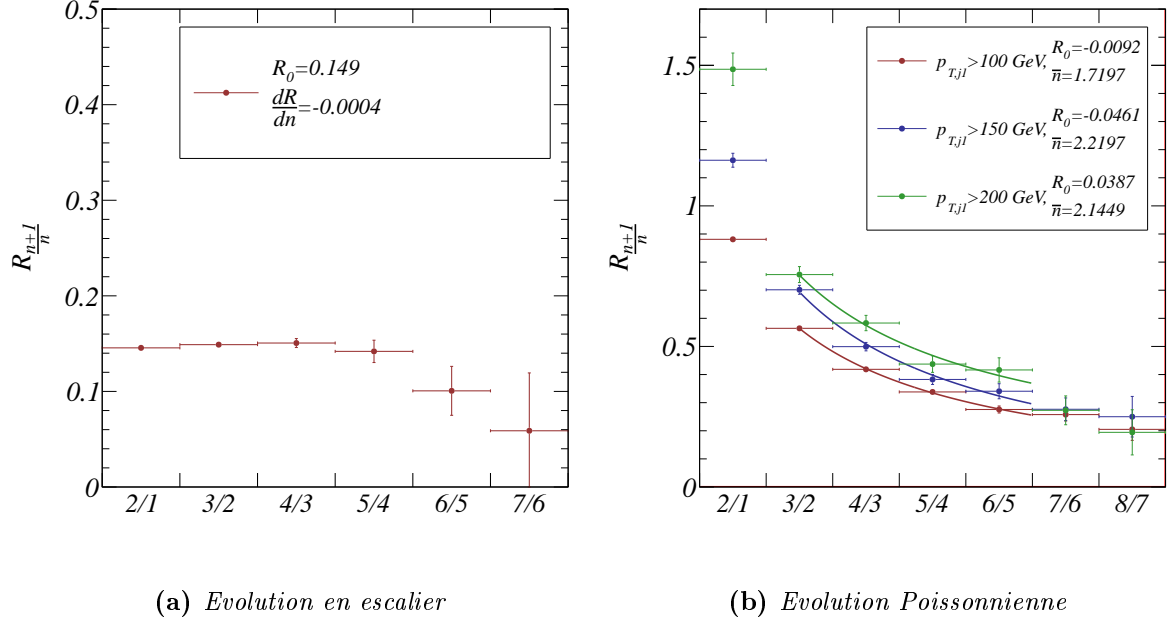 0.5
0.4
0.3
0.2
0.1
0
R_{\frac{n+1}{n}}
R_0=0.149
\frac{dR}{dn}=-0.0004
2/1 3/2 4/3 5/4 6/5 7/6
(a) Evolution en escalier
1.5
1
0.5
0
R_{\frac{n+1}{n}}
p_{T,j1}>100 GeV, R_0=-0.0092
n̅=1.7197
p_{T,j1}>150 GeV, R_0=-0.0461
n̅=2.2197
p_{T,j1}>200 GeV, R_0=0.0387
n̅=2.1449
2/1 3/2 4/3 5/4 6/5 7/6 8/7
(b) Evolution Poissonnienne